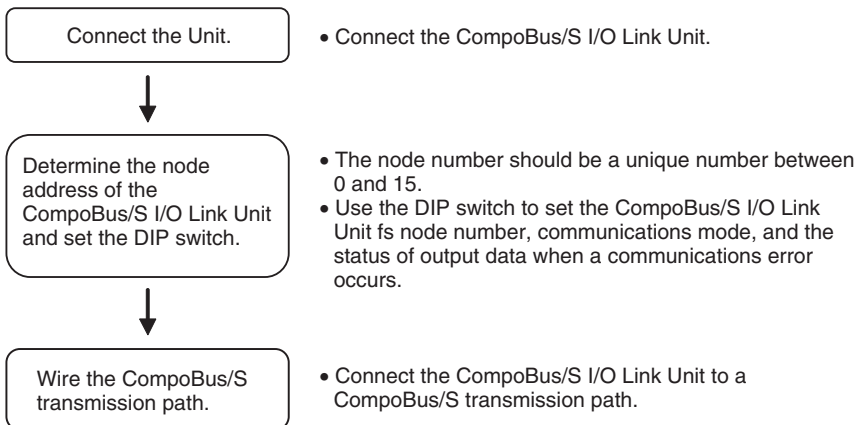 Connect the Unit.
• Connect the CompoBus/S I/O Link Unit.
Determine the node
address of the
CompoBus/S I/O Link Unit
and set the DIP switch.
• The node number should be a unique number between
0 and 15.
• Use the DIP switch to set the CompoBus/S I/O Link
Unit fs node number, communications mode, and the
status of output data when a communications error
occurs.
Wire the CompoBus/S
transmission path.
• Connect the CompoBus/S I/O Link Unit to a
CompoBus/S transmission path.